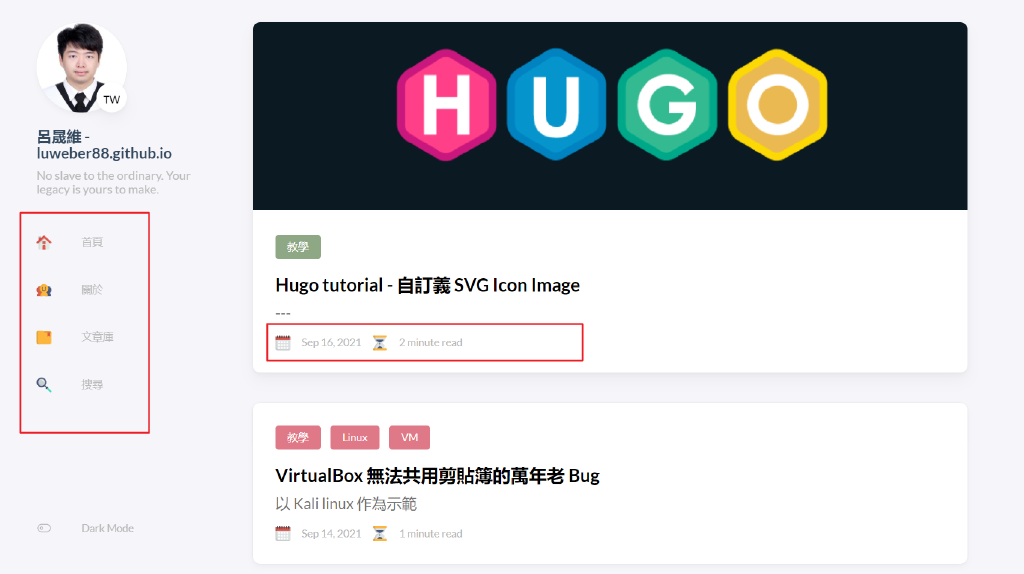 TW
呂晟維 -
luweber88.github.io
No slave to the ordinary. Your
legacy is yours to make.
首頁
關於
文章庫
搜尋
Dark Mode
HUGO
教學
Hugo tutorial - 自訂義 SVG Icon Image
---
Sep 16, 2021 2 minute read
教學 Linux VM
VirtualBox 無法共用剪貼簿的萬年老 Bug
以 Kali linux 作為示範
Sep 14, 2021 1 minute read